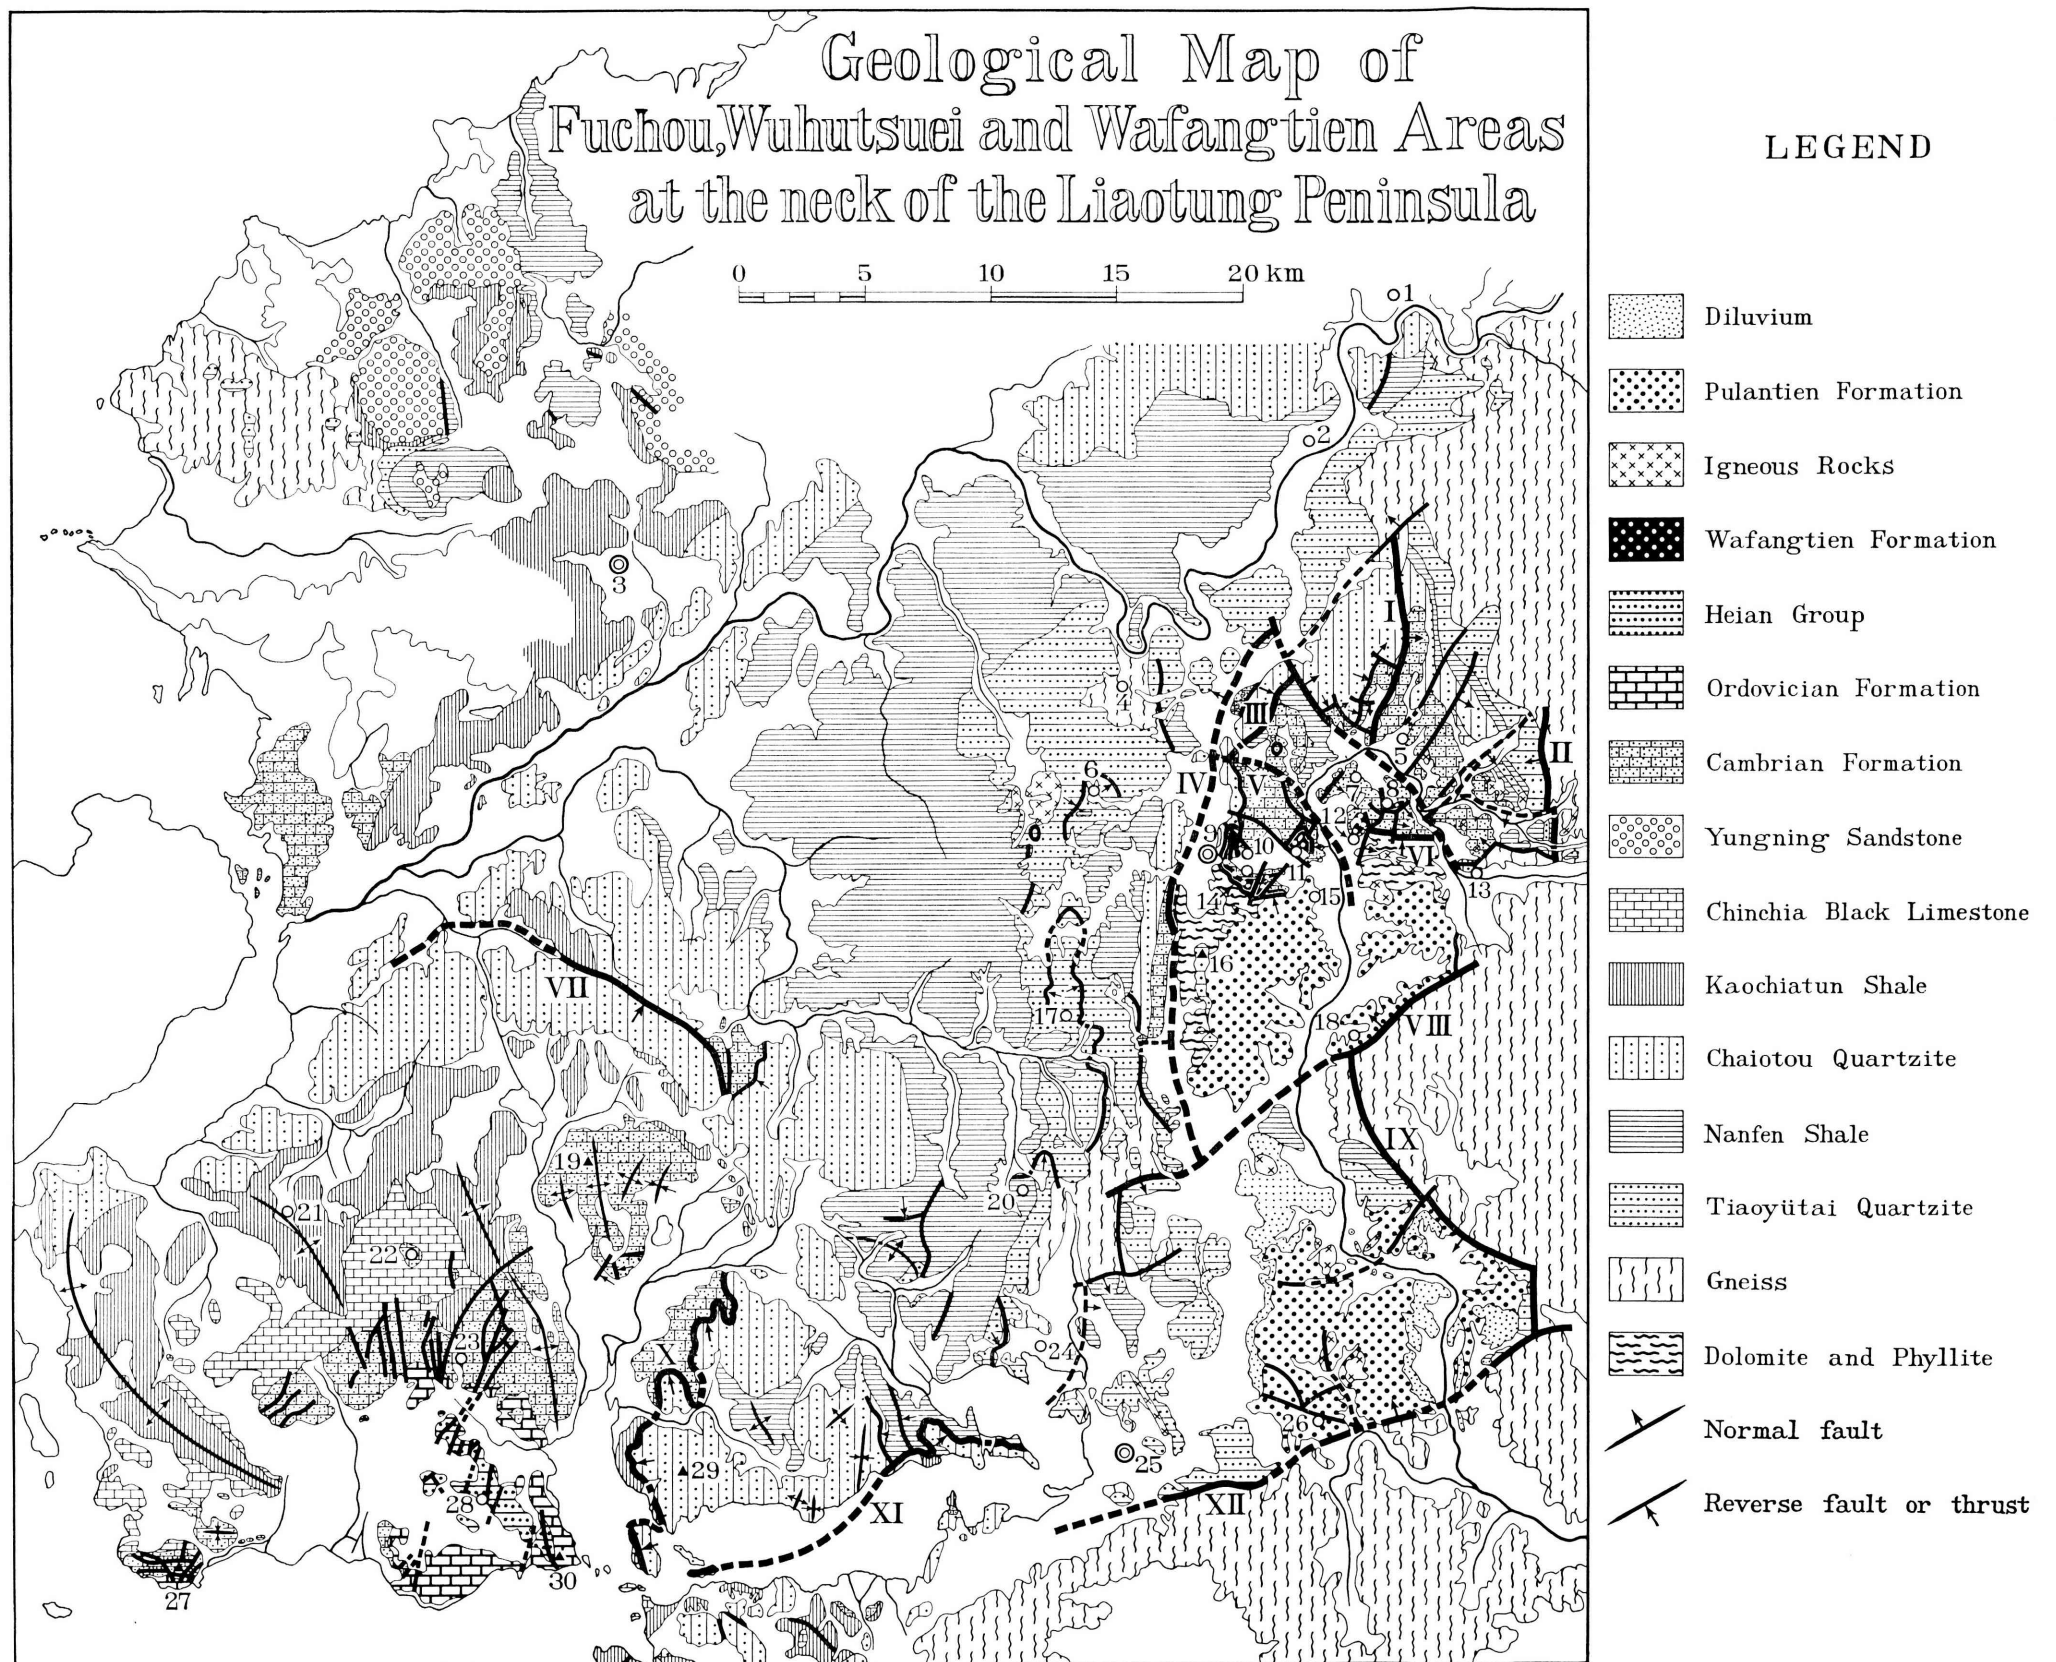 Geological Map of
Fuchou, Wuhutsuei and Wafangtien Areas
at the neck of the Liaotung Peninsula
0 5 10 15 20 km
1
2
3
I
4
III
5
II
6
IV
V
7
8
9
10
12
VI
11
13
14
15
16
VII
17
18
VIII
IX
19
20
21
22
23
24
X
25
26
28
29
XI
XII
27
30
LEGEND
Diluvium
Pulantien Formation
Igneous Rocks
Wafangtien Formation
Heian Group
Ordovician Formation
Cambrian Formation
Yungning Sandstone
Chinchia Black Limestone
Kaochiatun Shale
Chaiotou Quartzite
Nanfen Shale
Tiaoyütai Quartzite
Gneiss
Dolomite and Phyllite
Normal fault
Reverse fault or thrust